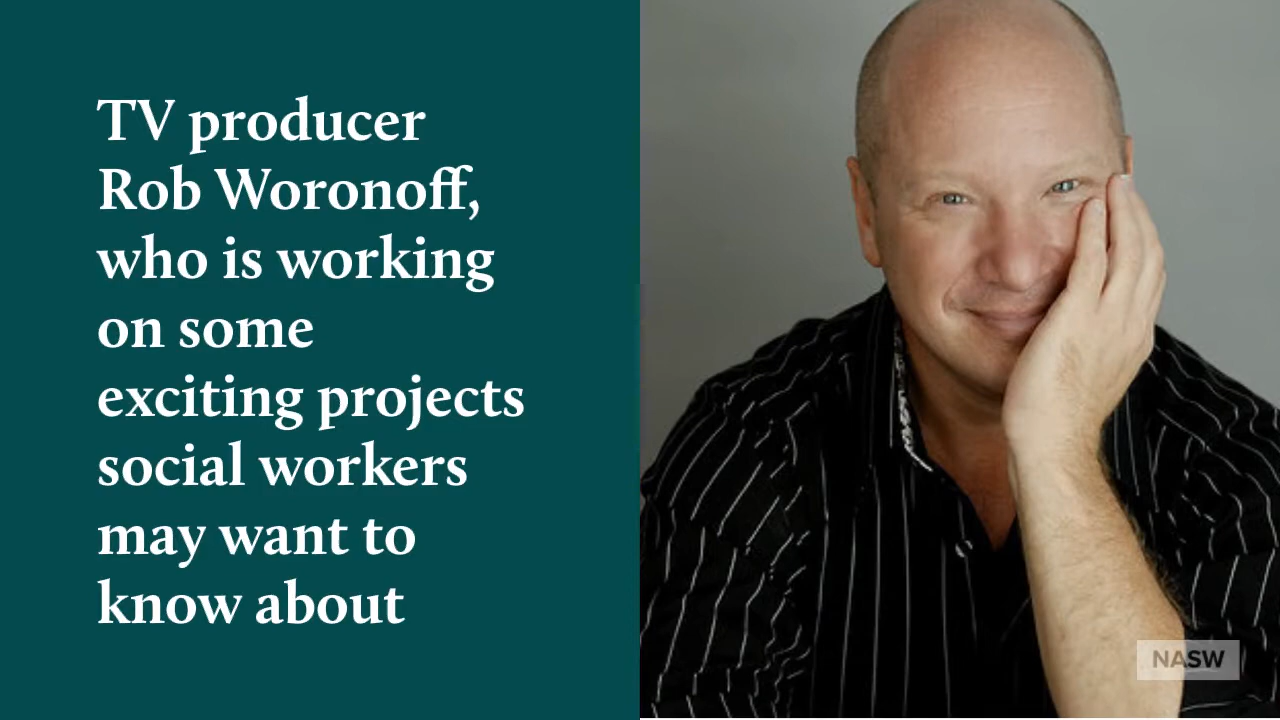 TV producer
Rob Woronoff,
who is working
on some
exciting projects
social workers
may want to
know about
NASW